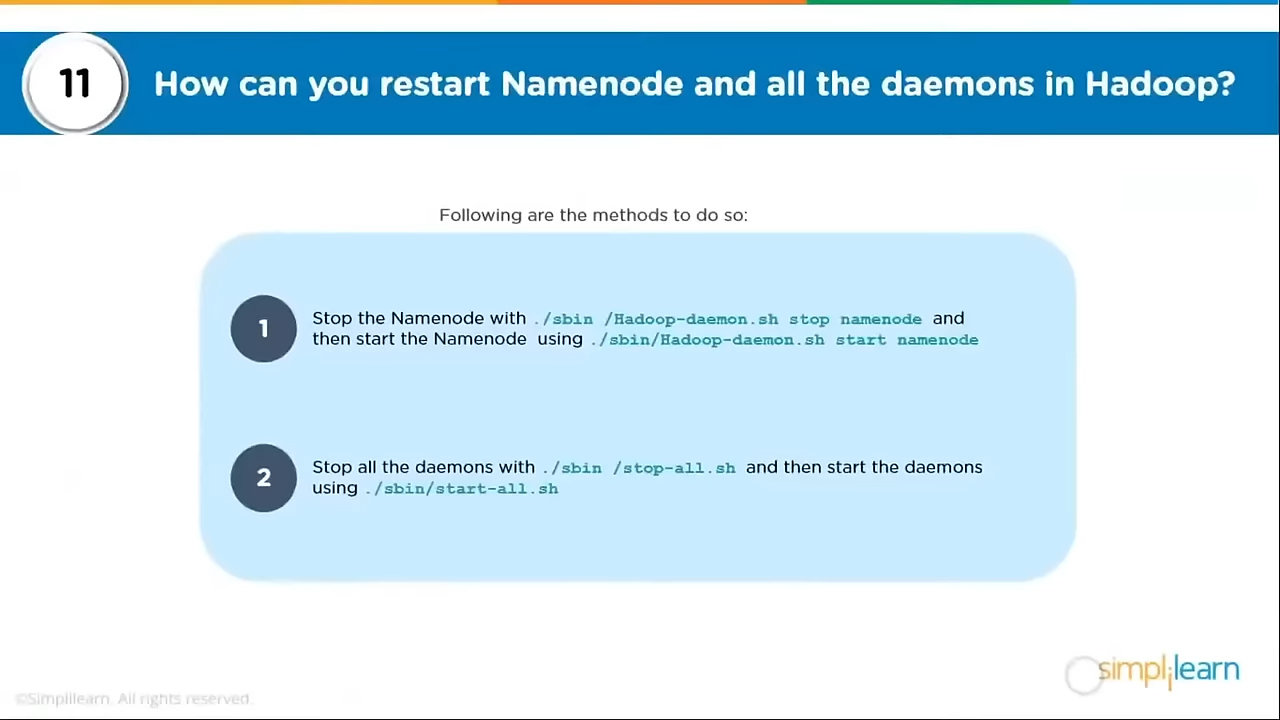 11
How can you restart Namenode and all the daemons in Hadoop?
Following are the methods to do so:
1
Stop the Namenode with ./sbin /Hadoop-daemon.sh stop namenode and
then start the Namenode using ./sbin/Hadoop-daemon.sh start namenode
2
Stop all the daemons with ./sbin /stop-all.sh and then start the daemons
using ./sbin/start-all.sh
©Simplilearn. All rights reserved.
simplilearn